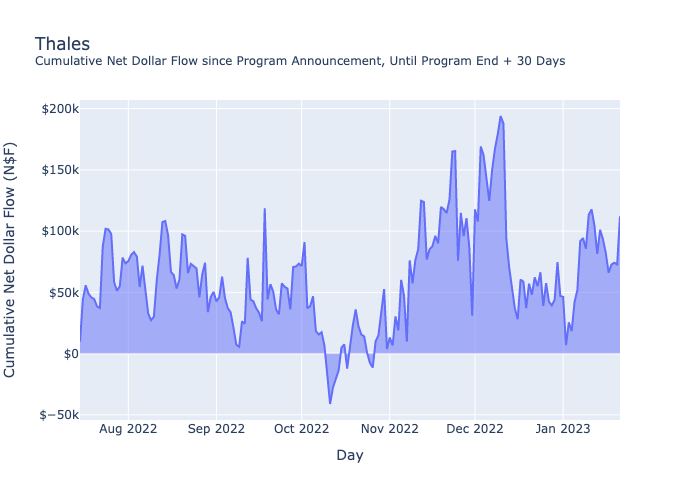 Thales
Cumulative Net Dollar Flow since Program Announcement, Until Program End + 30 Days
Cumulative Net Dollar Flow (N$F)
$200k
$150k
$100k
$50k
$0
$−50k
Aug 2022
Sep 2022
Oct 2022
Nov 2022
Dec 2022
Jan 2023
Day